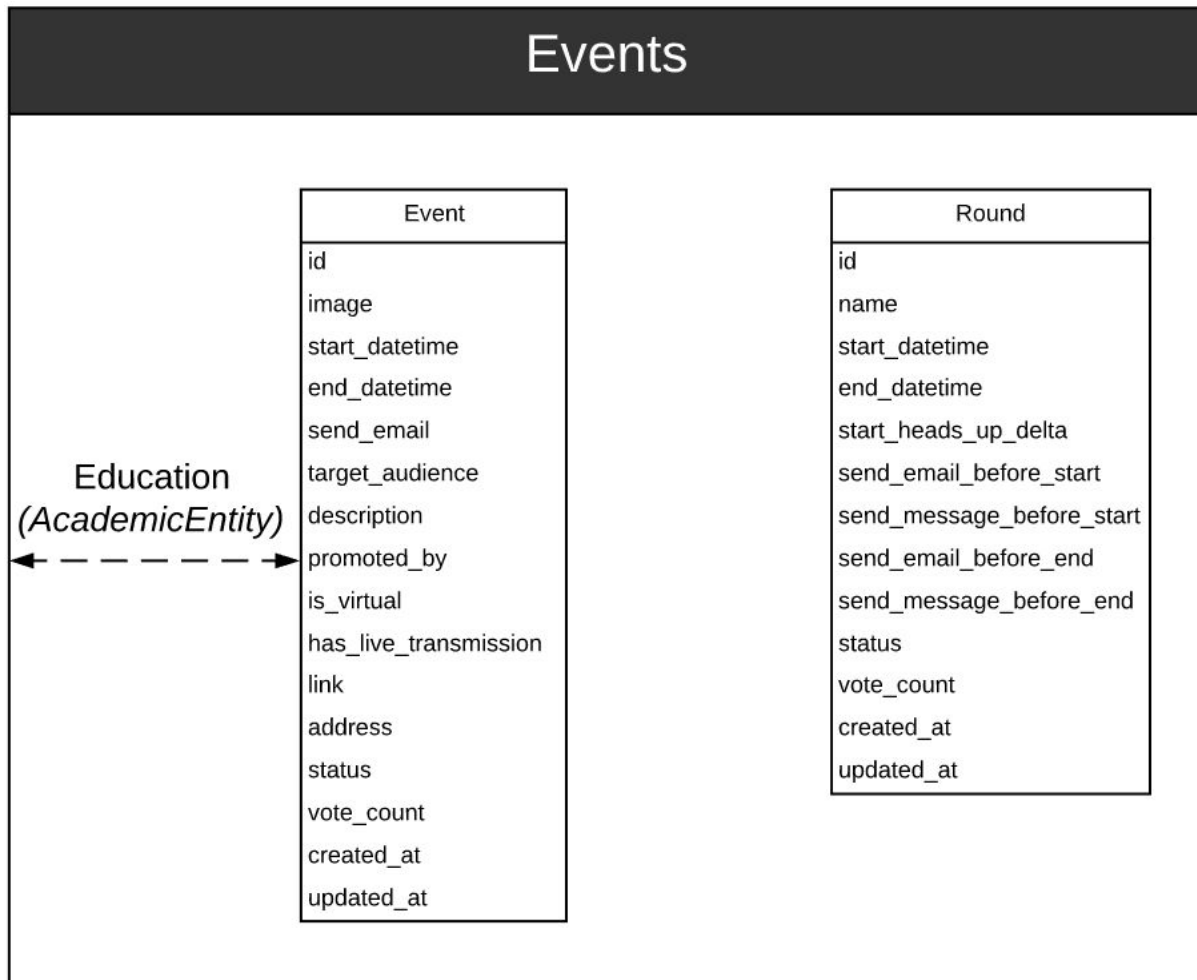 Events
Education
(AcademicEntity)
Event
id
image
start_datetime
end_datetime
send_email
target_audience
description
promoted_by
is_virtual
has_live_transmission
link
address
status
vote_count
created_at
updated_at
Round
id
name
start_datetime
end_datetime
start_heads_up_delta
send_email_before_start
send_message_before_start
send_email_before_end
send_message_before_end
status
vote_count
created_at
updated_at